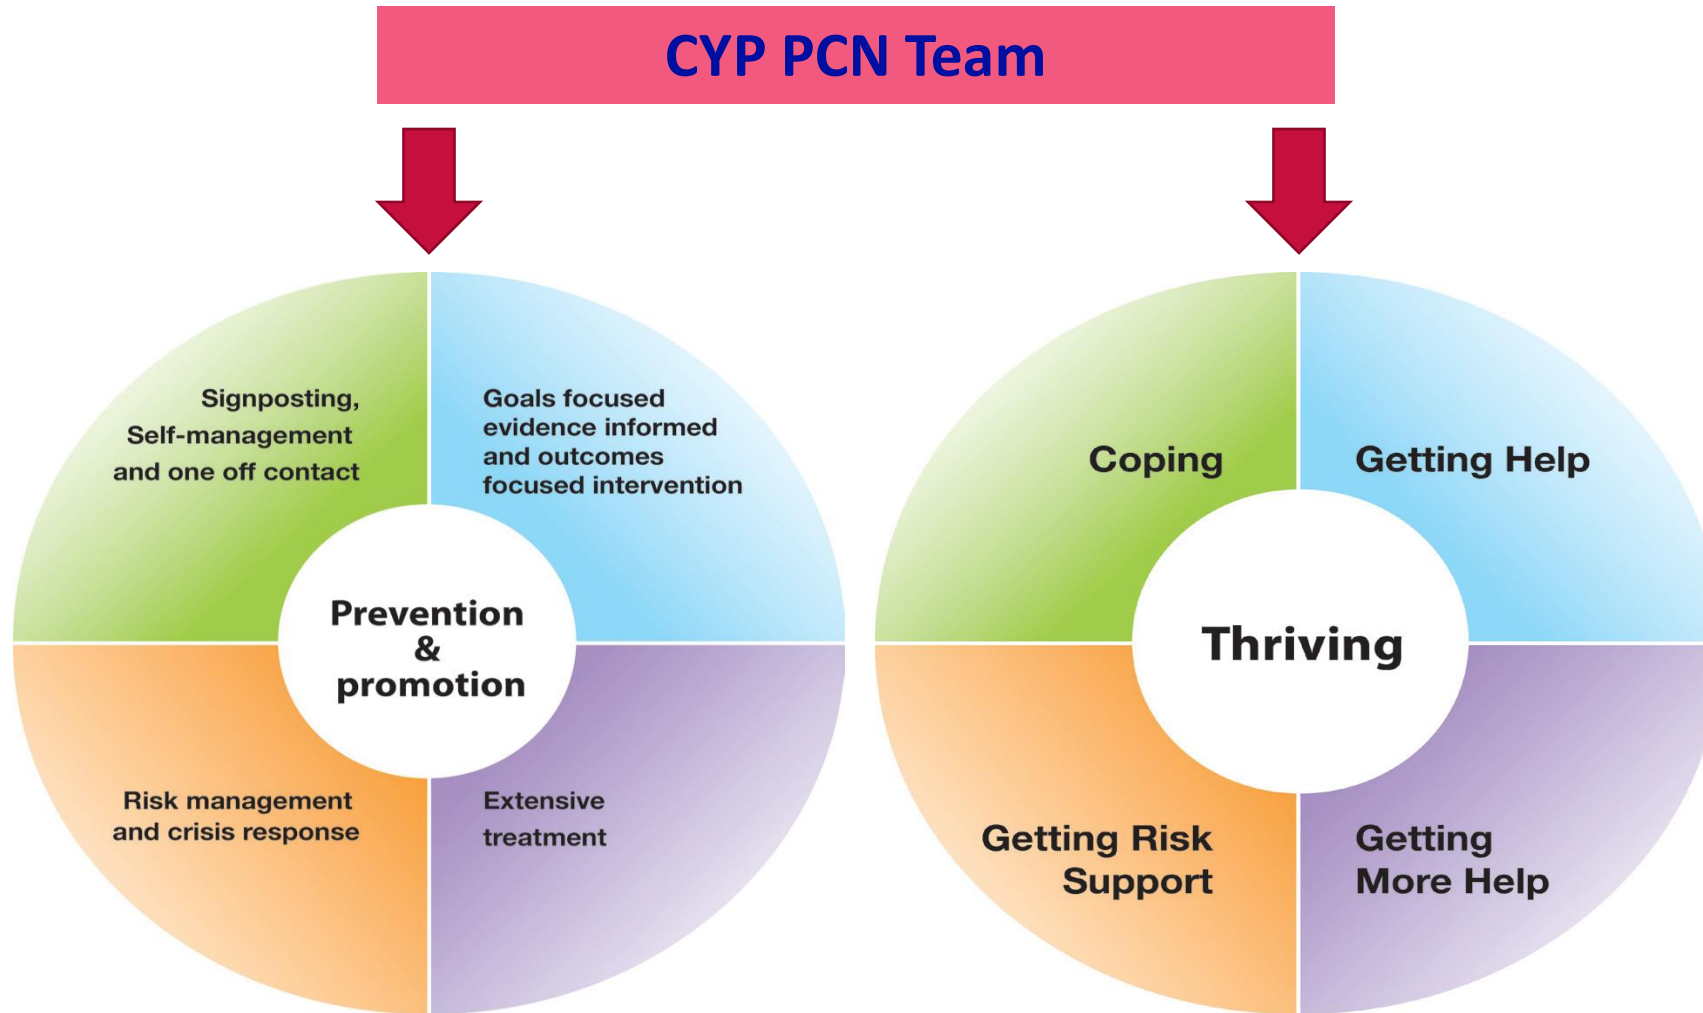 CYP PCN Team
Signposting,
Self-management
and one off contact
Goals focused
evidence informed
and outcomes
focused intervention
Prevention
&
promotion
Risk management
and crisis response
Extensive
treatment
Coping
Getting Help
Thriving
Getting Risk
Support
Getting
More Help